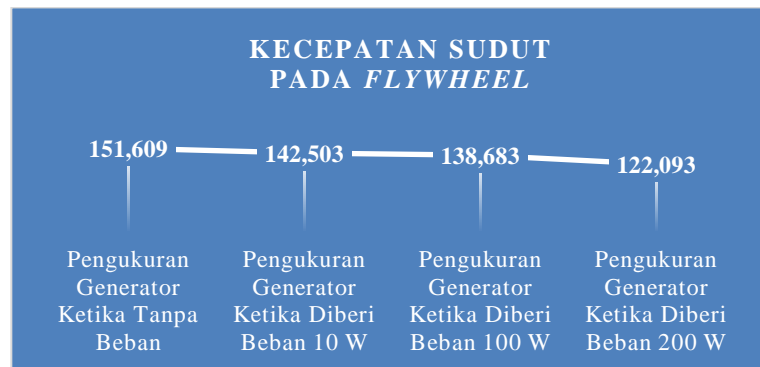 KECEPATAN SUDUT
PADA FLYWHEEL
151,609
142,503
138,683
122,093
Pengukuran
Generator
Ketika Tanpa
Beban
Pengukuran
Generator
Ketika Diberi
Beban 10 W
Pengukuran
Generator
Ketika Diberi
Beban 100 W
Pengukuran
Generator
Ketika Diberi
Beban 200 W